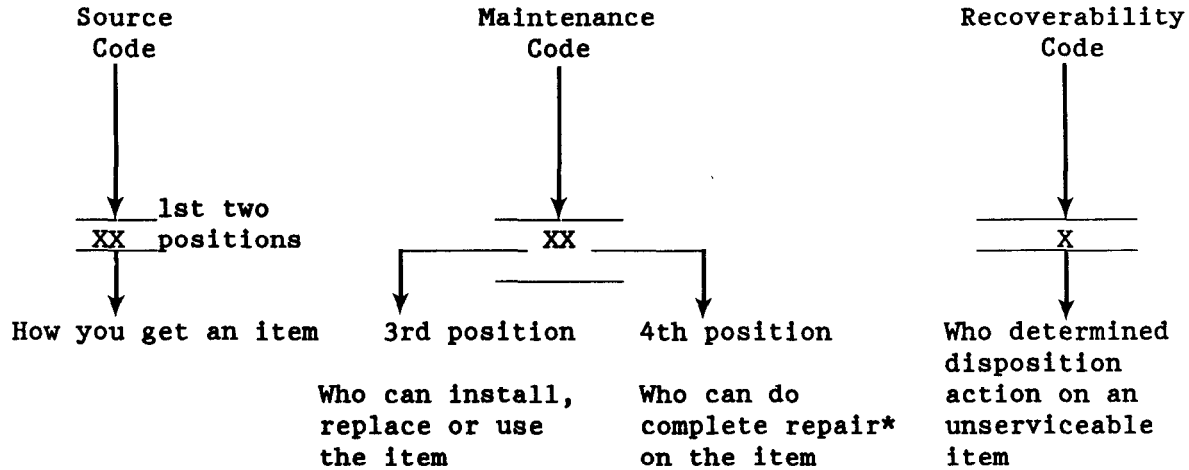 Source
Code
Maintenance
Code
Recoverability
Code
1st two
XX positions
XX
X
How you get an item
3rd position
4th position
Who determined
disposition
action on an
unserviceable
item
Who can install,
replace or use
the item
Who can do
complete repair*
on the item